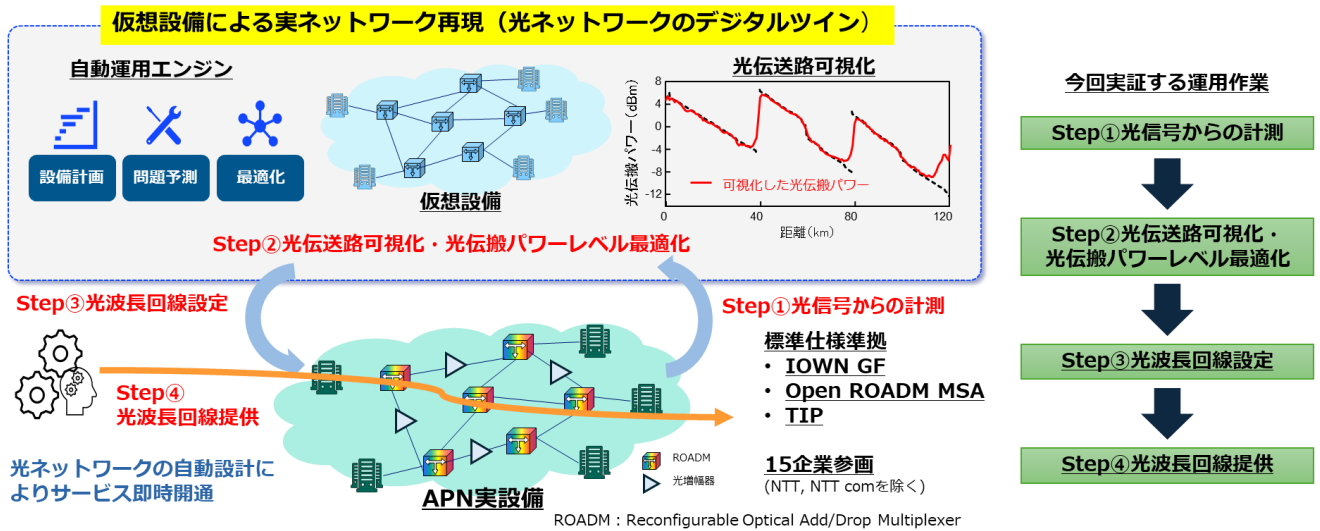 仮想設備による実ネットワーク再現（光ネットワークのデジタルツイン）
自動運用エンジン
設備計画
問題予測
最適化
仮想設備
光伝送路可視化
光伝搬パワー(dBm)
8
4
0
-4
-8
-12
可視化した光伝搬パワー
0
40
80
120
距離(km)
Step②光伝送路可視化・光伝搬パワーレベル最適化
Step③光波長回線設定
Step①光信号からの計測
Step④
光波長回線提供
光ネットワークの自動設計に
よりサービス即時開通
APN実設備
ROADM
光増幅器
標準仕様準拠
• IOWN GF
• Open ROADM MSA
• TIP
15企業参画
(NTT, NTT comを除く)
ROADM：Reconfigurable Optical Add/Drop Multiplexer
今回実証する運用作業
Step①光信号からの計測
Step②光伝送路可視化・
光伝搬パワーレベル最適化
Step③光波長回線設定
Step④光波長回線提供